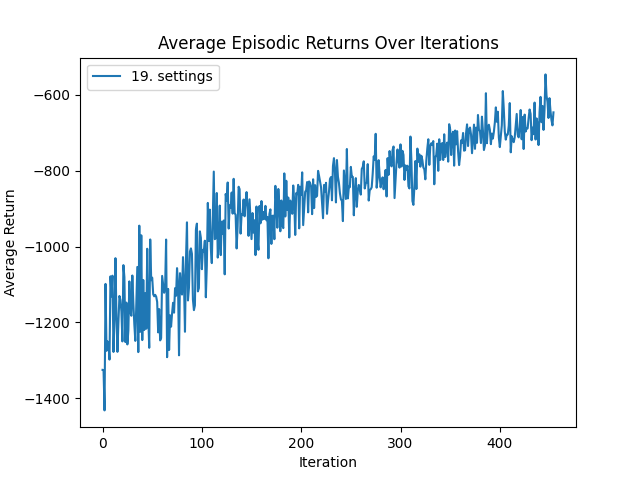 Average Episodic Returns Over Iterations
19. settings
−600
−800
−1000
−1200
−1400
Average Return
0 100 200 300 400
Iteration